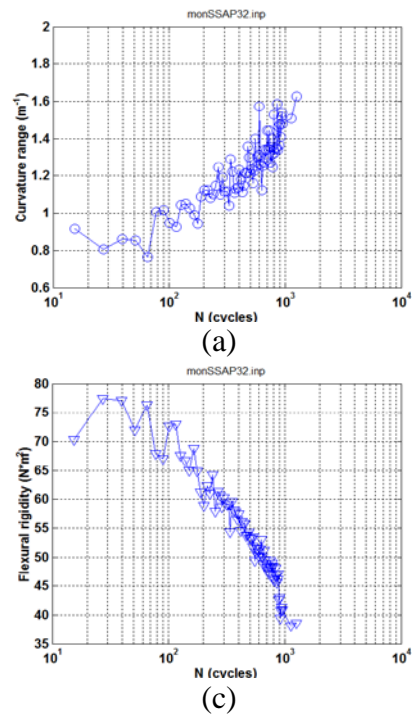 monSSAP32.inp
Curvature range (m⁻¹)
2
1.8
1.6
1.4
1.2
1
0.8
0.6
10¹ 10² 10³ 10⁴
N (cycles)
(a)
monSSAP32.inp
Flexural rigidity (N*m²)
80
75
70
65
60
55
50
45
40
35
10¹ 10² 10³ 10⁴
N (cycles)
(c)